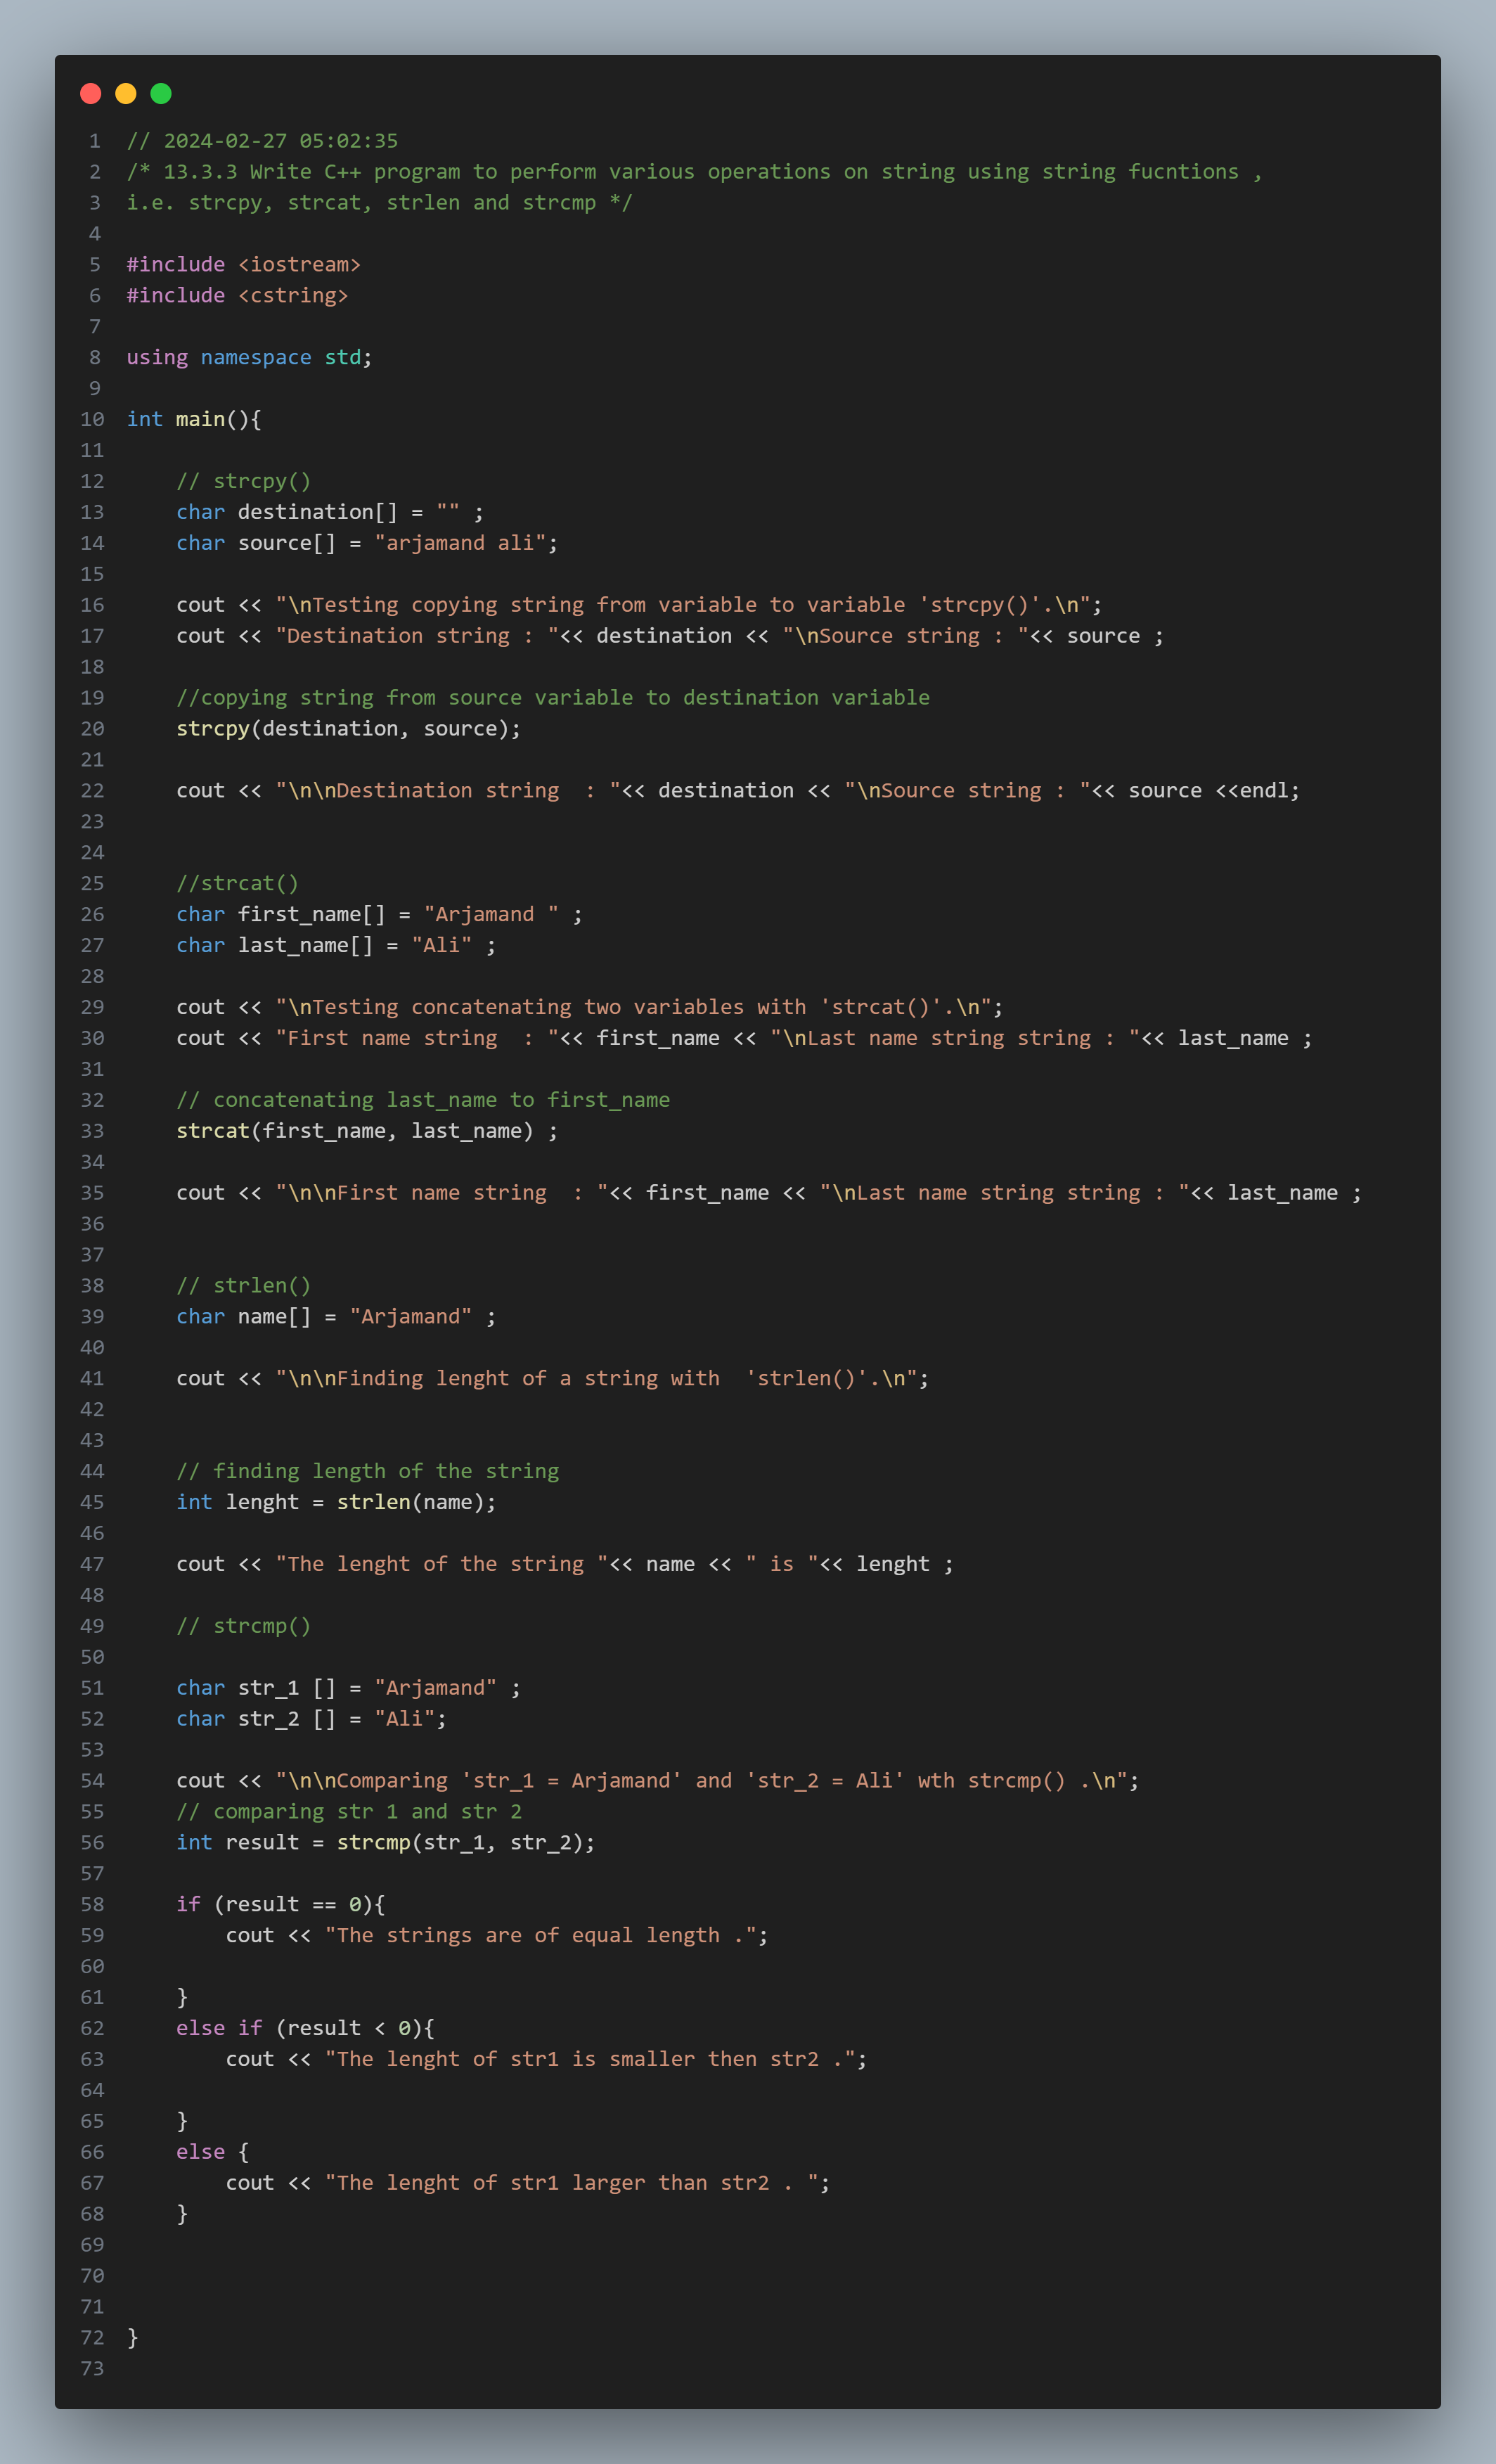 1 // 2024-02-27 05:02:35
2 /* 13.3.3 Write C++ program to perform various operations on string using string fucntions ,
3 i.e. strcpy, strcat, strlen and strcmp */
4
5 #include <iostream>
6 #include <cstring>
7
8 using namespace std;
9
10 int main(){
11
12     // strcpy()
13     char destination[] = "" ;
14     char source[] = "arjamand ali";
15
16     cout << "\nTesting copying string from variable to variable 'strcpy()'.\n";
17     cout << "Destination string : "<< destination << "\nSource string : "<< source ;
18
19     //copying string from source variable to destination variable
20     strcpy(destination, source);
21
22     cout << "\n\nDestination string  : "<< destination << "\nSource string : "<< source <<endl;
23
24
25     //strcat()
26     char first_name[] = "Arjamand " ;
27     char last_name[] = "Ali" ;
28
29     cout << "\nTesting concatenating two variables with 'strcat()'.\n";
30     cout << "First name string  : "<< first_name << "\nLast name string string : "<< last_name ;
31
32     // concatenating last_name to first_name
33     strcat(first_name, last_name) ;
34
35     cout << "\n\nFirst name string  : "<< first_name << "\nLast name string string : "<< last_name ;
36
37
38     // strlen()
39     char name[] = "Arjamand" ;
40
41     cout << "\n\nFinding lenght of a string with  'strlen()'.\n";
42
43
44     // finding length of the string
45     int lenght = strlen(name);
46
47     cout << "The lenght of the string "<< name << " is "<< lenght ;
48
49     // strcmp()
50
51     char str_1 [] = "Arjamand" ;
52     char str_2 [] = "Ali";
53
54     cout << "\n\nComparing 'str_1 = Arjamand' and 'str_2 = Ali' wth strcmp() .\n";
55     // comparing str 1 and str 2
56     int result = strcmp(str_1, str_2);
57
58     if (result == 0){
59         cout << "The strings are of equal length .";
60
61     }
62     else if (result < 0){
63         cout << "The lenght of str1 is smaller then str2 .";
64
65     }
66     else {
67         cout << "The lenght of str1 larger than str2 . ";
68     }
69
70
71
72 }
73